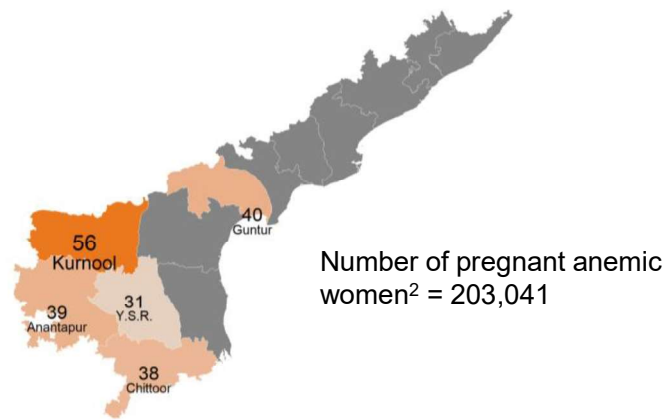 40
Guntur
56
Kurnool
Number of pregnant anemic
women² = 203,041
39
Anantapur
31
Y.S.R.
38
Chittoor